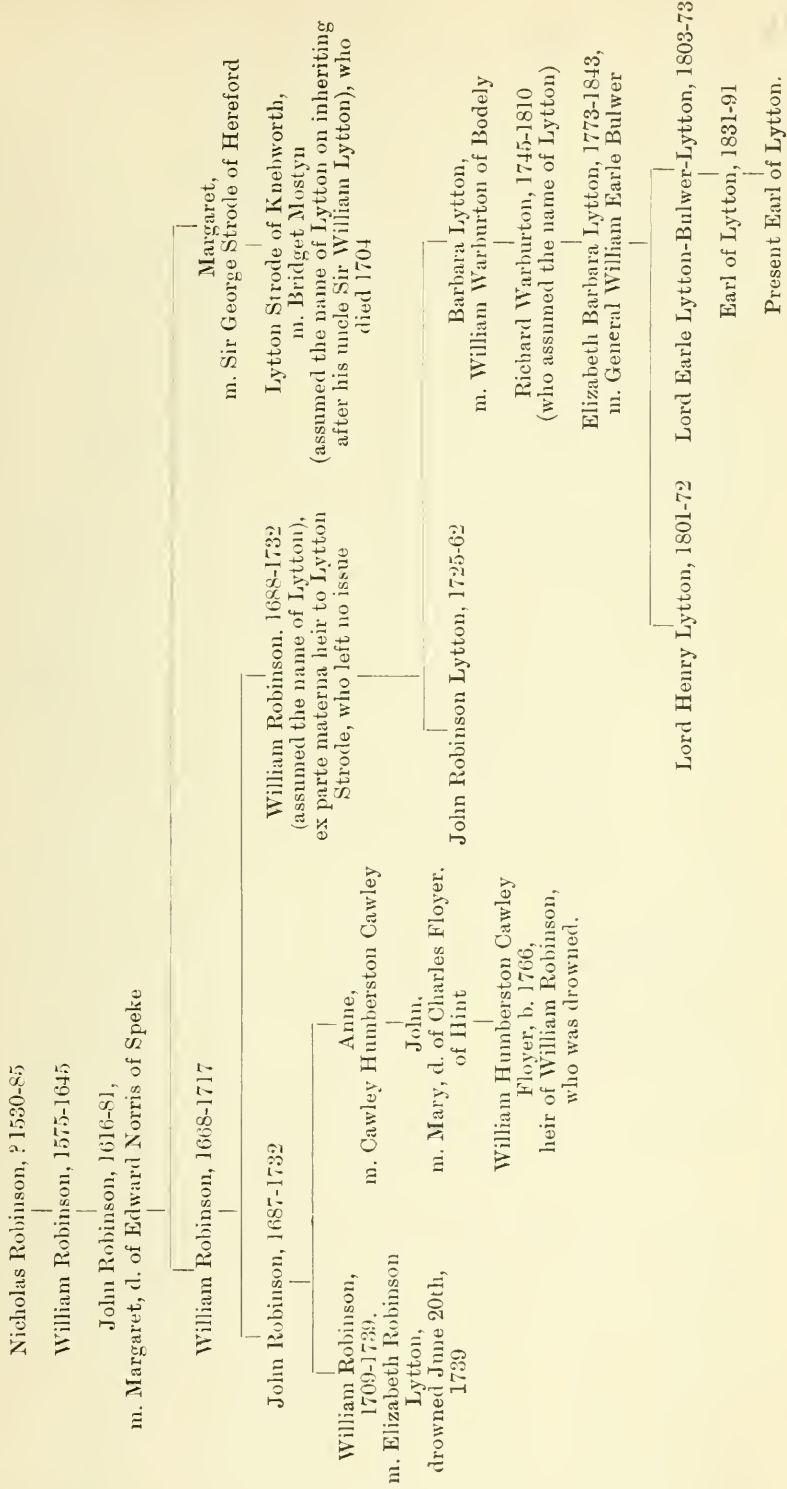 Nicholas Robinson, ? 1530-85
William Robinson, 1575-1645
John Robinson, 1616-81,
m. Margaret, d. of Edward Norris of Speke
William Robinson, 1668-1717
Margaret,
m. Sir George Strode of Hereford
Lytton Strode of Knebworth,
m. Bridget Mostyn
(assumed the name of Lytton on inheriting
after his uncle Sir William Lytton), who
died 1704
John Robinson, 1687-1732
William Robinson. 1688-1732
(assumed the name of Lytton),
ex parte materna heir to Lytton
Strode, who left no issue
William Robinson,
1709-1739.
m. Elizabeth Robinson
Lytton,
drowned June 20th,
1739
Anne,
m. Cawley Humberston Cawley
John,
Mary, d. of Charles Floyer.
of Hint
William Humberston Cawley
Floyer, b. 1766,
heir of William Robinson,
who was drowned.
John Robinson Lytton, 1725-62
Barbara Lytton,
m. William Warburton of Bodely
Richard Warburton, 1745-1810
(who assumed the name of Lytton)
Elizabeth Barbara Lytton, 1773-1843,
m. General William Earle Bulwer
Lord Henry Lytton, 1801-72
Lord Earle Lytton-Bulwer-Lytton, 1803-73
Earl of Lytton, 1831-91
Present Earl of Lytton.